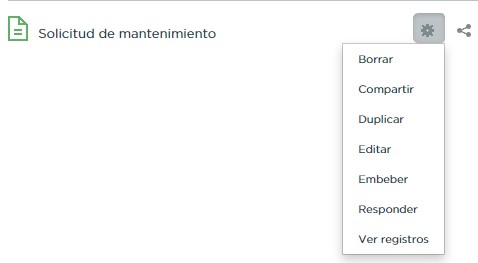 Solicitud de mantenimiento
Borrar
Compartir
Duplicar
Editar
Embeber
Responder
Ver registros